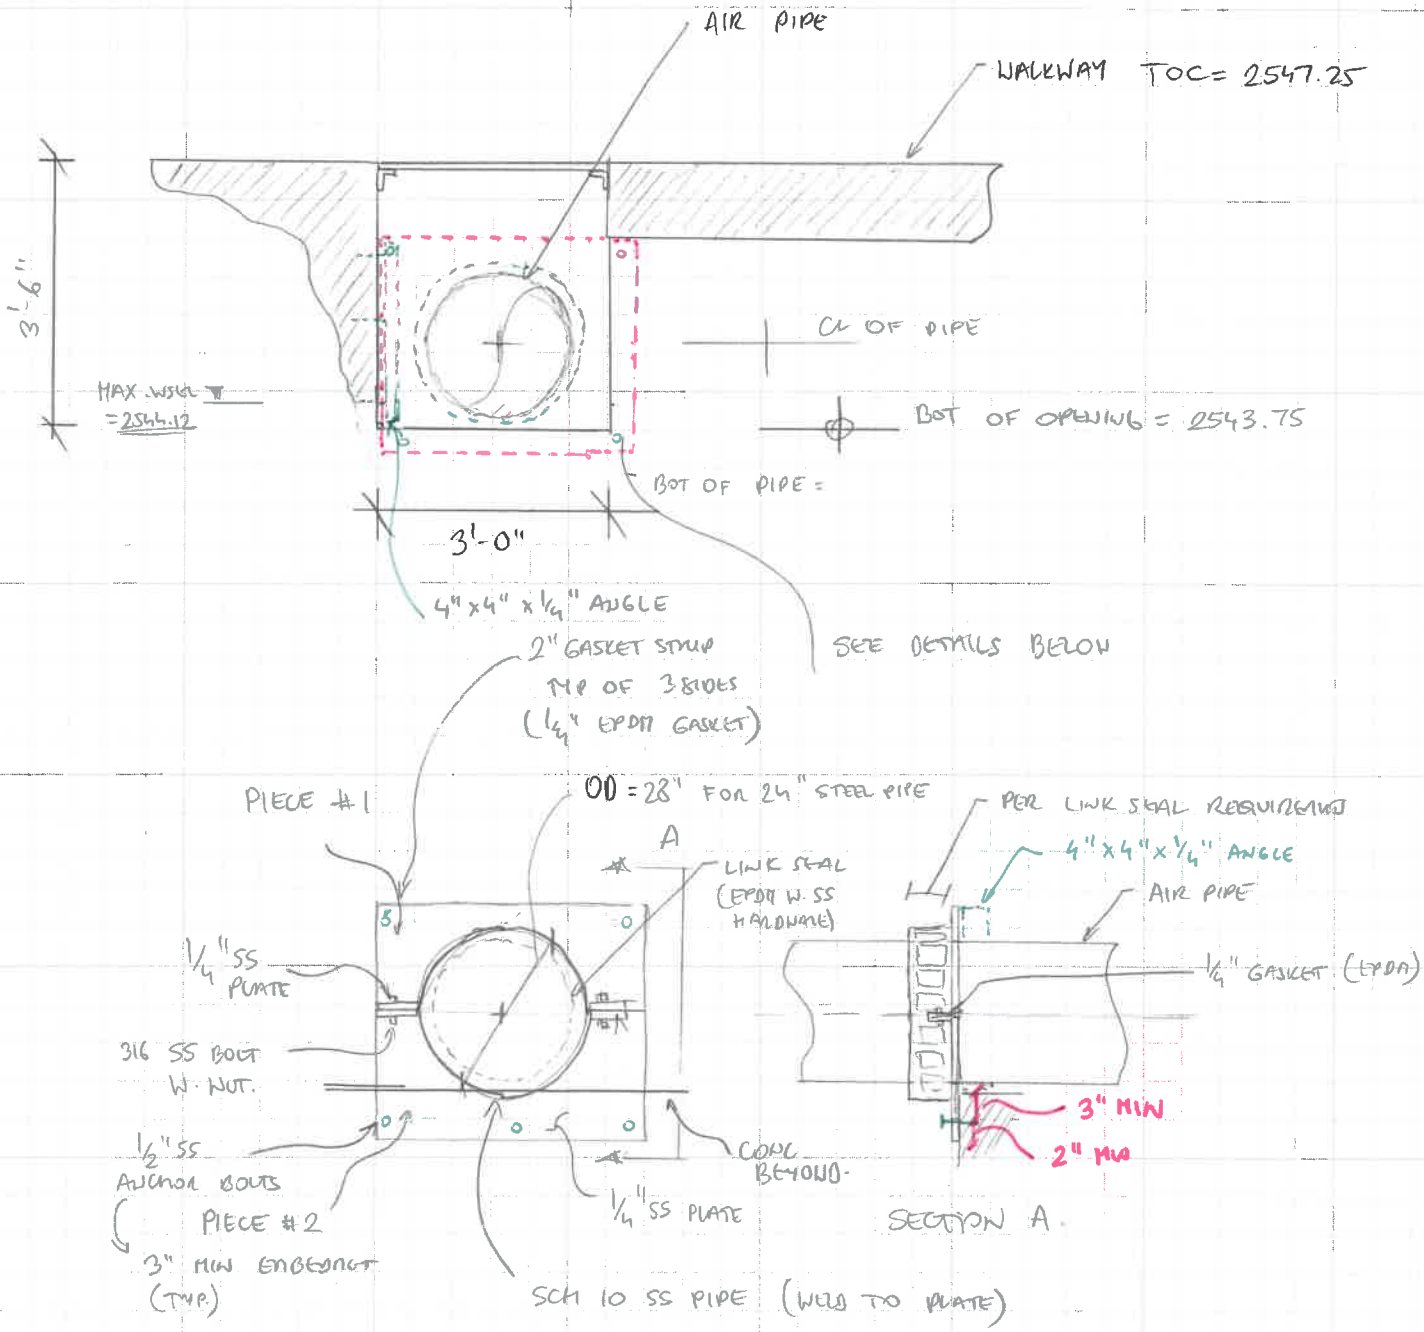 AIR PIPE
WALKWAY TOC = 2547.25
3'-6"
CL OF PIPE
MAX.WSEL
= 2544.12
BOT OF OPENING = 2543.75
BOT OF PIPE =
3'-0"
4" x 4" x 1/4" ANGLE
2" GASKET STRIP
TYP OF 3 SIDES
(1/4" EPDM GASKET)
SEE DETAILS BELOW
PIECE #1
OD = 28" FOR 24" STEEL PIPE
A
LINK SEAL
(EPDM W. SS
HARDWARE)
PER LINK SEAL REQUIREMENTS
4" x 4" x 1/4" ANGLE
AIR PIPE
1/4" SS
PLATE
1/4" GASKET (EPDM)
316 SS BOLT
W. NUT.
3" MIN
2" MIN
1/2" SS
ANCHOR BOLTS
CONC
BEYOND.
1/4" SS PLATE
PIECE #2
SECTION A.
3" MIN EMBEDMENT
(TYP.)
SCH 10 SS PIPE (WELD TO PLATE)